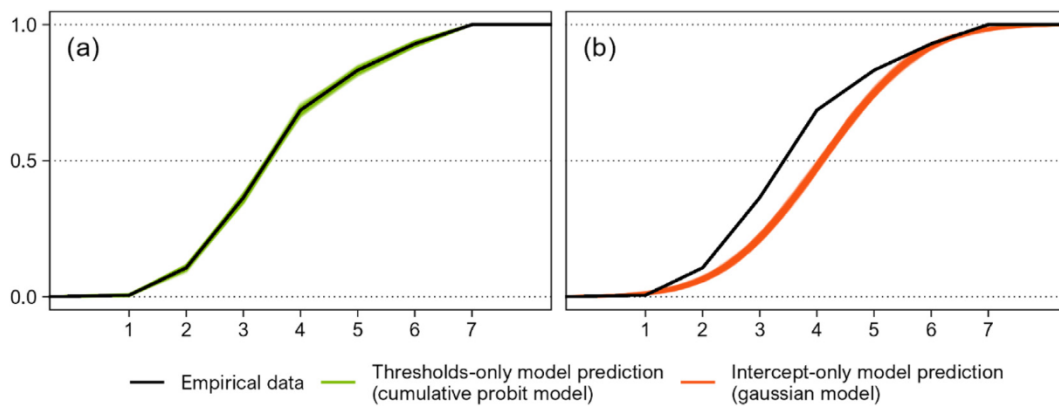 (a)
(b)
1.0
0.5
0.0
1 2 3 4 5 6 7
1 2 3 4 5 6 7
Empirical data
Thresholds-only model prediction
(cumulative probit model)
Intercept-only model prediction
(gaussian model)